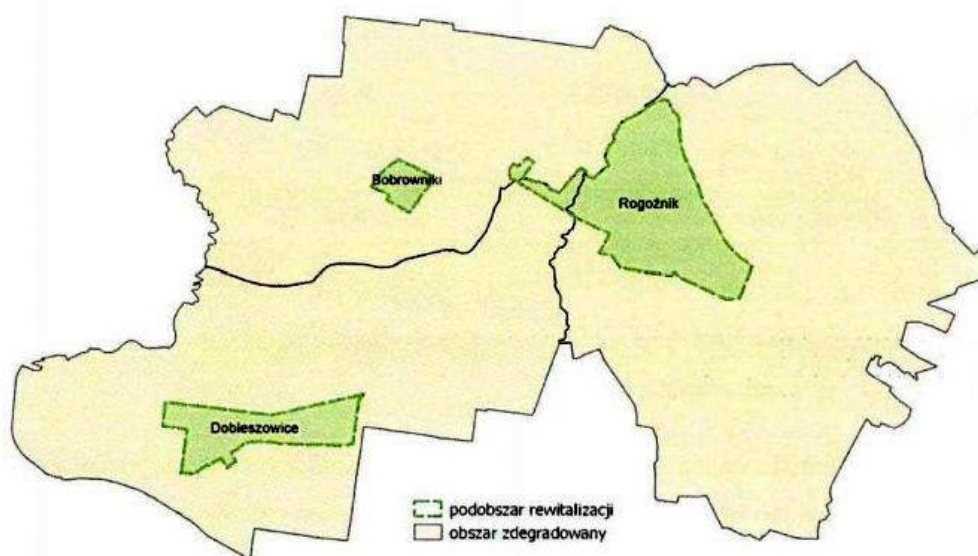 Bobrowniki
Rogoźnik
Dobieszowice
podobszar rewitalizacji
obszar zdegradowany